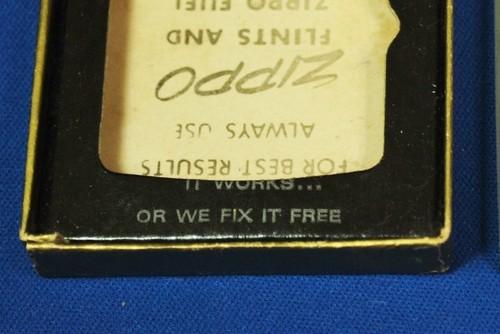 FOR BEST RESULTS
ALWAYS USE
ZIPPO
FLINTS AND
ZIPPO FUEL
IT WORKS...
OR WE FIX IT FREE